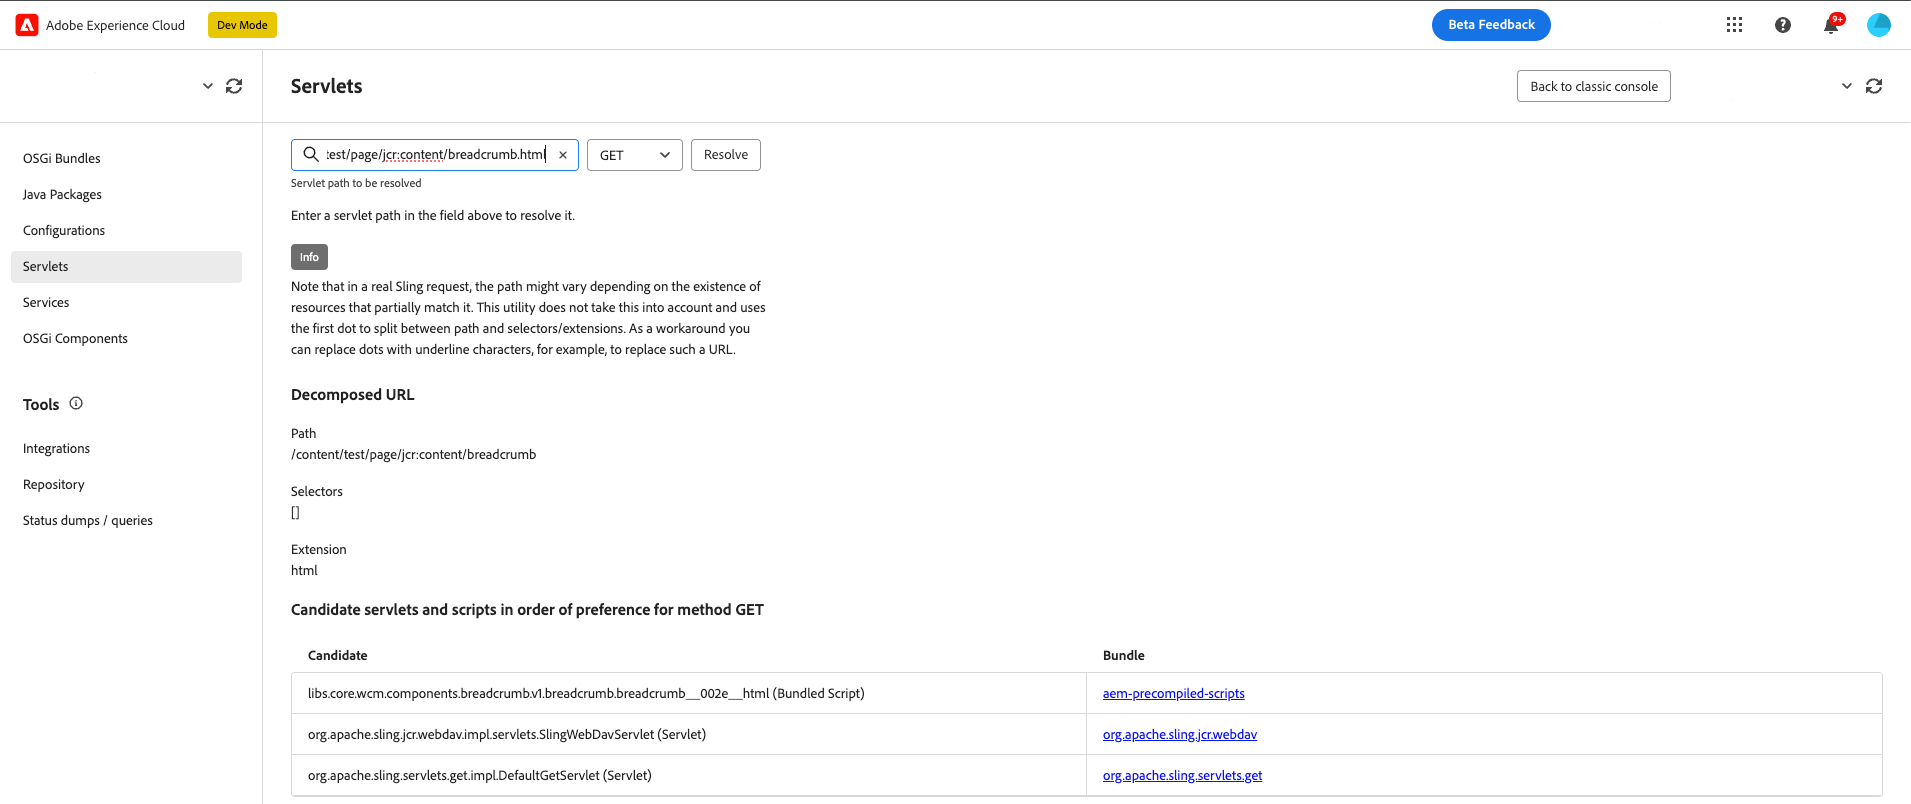 Adobe Experience Cloud Dev Mode Beta Feedback 9+
Servlets Back to classic console
OSGi Bundles
Java Packages
Configurations
Servlets
Services
OSGi Components
Tools
Integrations
Repository
Status dumps / queries
test/page/jcr:content/breadcrumb.html GET Resolve
Servlet path to be resolved
Enter a servlet path in the field above to resolve it.
Info
Note that in a real Sling request, the path might vary depending on the existence of
resources that partially match it. This utility does not take this into account and uses
the first dot to split between path and selectors/extensions. As a workaround you
can replace dots with underline characters, for example, to replace such a URL.
Decomposed URL
Path
/content/test/page/jcr:content/breadcrumb
Selectors
[]
Extension
html
Candidate servlets and scripts in order of preference for method GET
Candidate Bundle
libs.core.wcm.components.breadcrumb.v1.breadcrumb.breadcrumb__002e__html (Bundled Script) aem-precompiled-scripts
org.apache.sling.jcr.webdav.impl.servlets.SlingWebDavServlet (Servlet) org.apache.sling.jcr.webdav
org.apache.sling.servlets.get.impl.DefaultGetServlet (Servlet) org.apache.sling.servlets.get